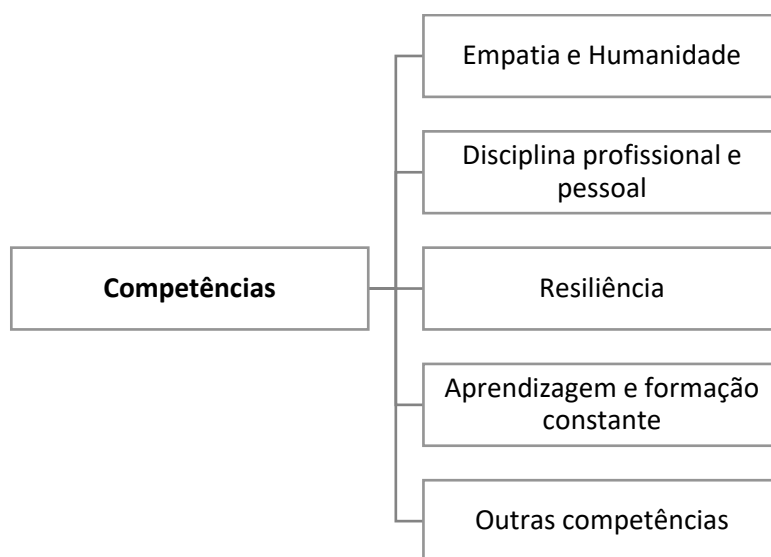 Empatia e Humanidade
Disciplina profissional e
pessoal
Competências
Resiliência
Aprendizagem e formação
constante
Outras competências